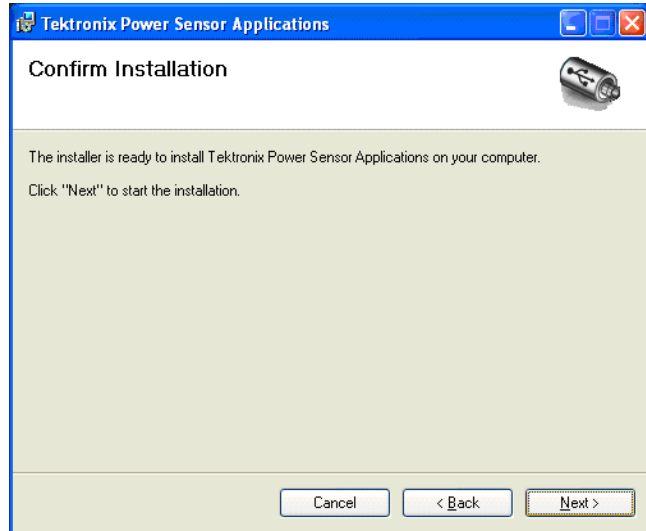 Tektronix Power Sensor Applications
Confirm Installation
The installer is ready to install Tektronix Power Sensor Applications on your computer.
Click "Next" to start the installation.
Cancel
< Back
Next >